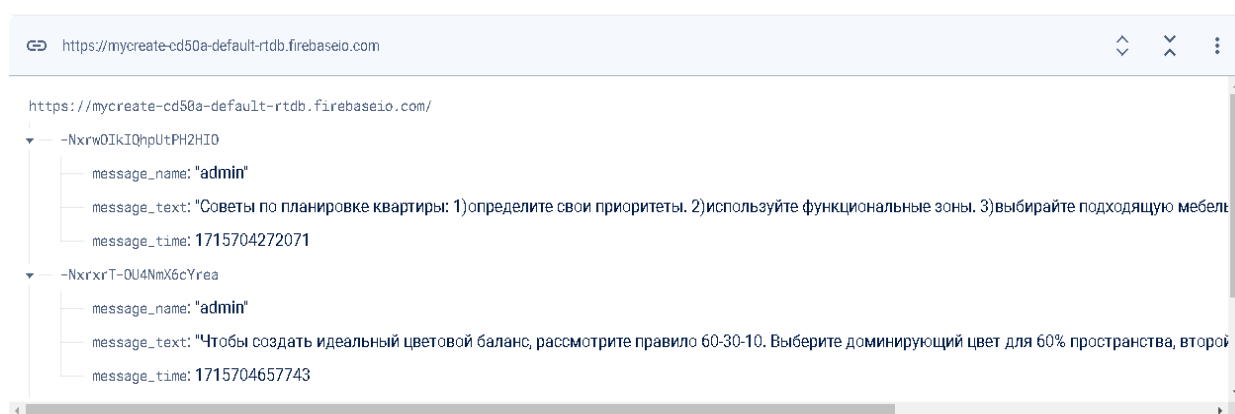 https://mycreate-cd50a-default-rtdb.firebaseio.com
https://mycreate-cd50a-default-rtdb.firebaseio.com/
-NxrwOIkIQhpUtPH2HIO
message_name: "admin"
message_text: "Советы по планировке квартиры: 1)определите свои приоритеты. 2)используйте функциональные зоны. 3)выбирайте подходящую мебель
message_time: 1715704272071
-NxrxrT-OU4NmX6cYrea
message_name: "admin"
message_text: "Чтобы создать идеальный цветовой баланс, рассмотрите правило 60-30-10. Выберите доминирующий цвет для 60% пространства, второй
message_time: 1715704657743